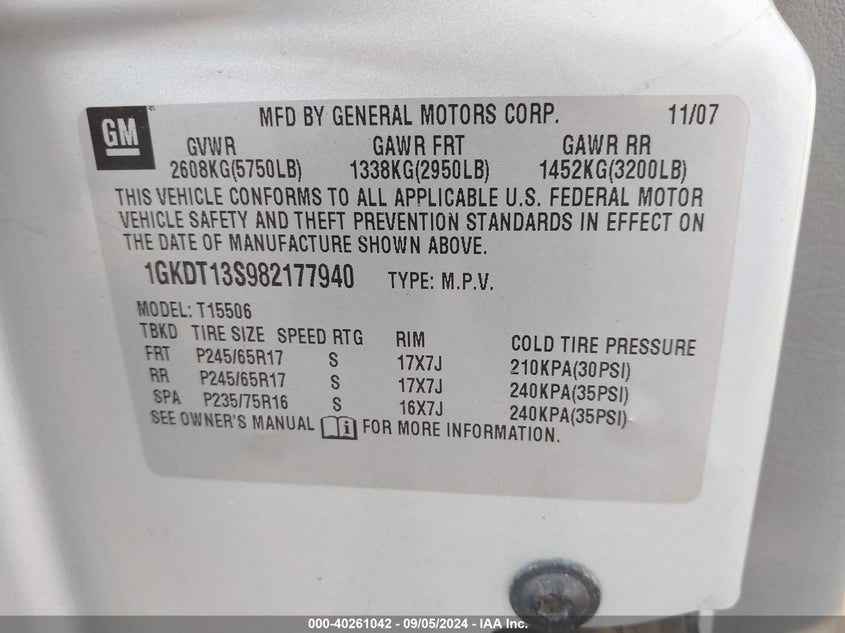 GM
MFD BY GENERAL MOTORS CORP. 11/07
GVWR GAWR FRT GAWR RR
2608KG(5750LB) 1338KG(2950LB) 1452KG(3200LB)
THIS VEHICLE CONFORMS TO ALL APPLICABLE U.S. FEDERAL MOTOR
VEHICLE SAFETY AND THEFT PREVENTION STANDARDS IN EFFECT ON
THE DATE OF MANUFACTURE SHOWN ABOVE.
1GKDT13S982177940 TYPE: M.P.V.
MODEL: T15506
TBKD TIRE SIZE SPEED RTG RIM COLD TIRE PRESSURE
FRT P245/65R17 S 17X7J 210KPA(30PSI)
RR P245/65R17 S 17X7J 240KPA(35PSI)
SPA P235/75R16 S 16X7J 240KPA(35PSI)
SEE OWNER'S MANUAL i FOR MORE INFORMATION.
000-40261042 - 09/05/2024 - IAA Inc.